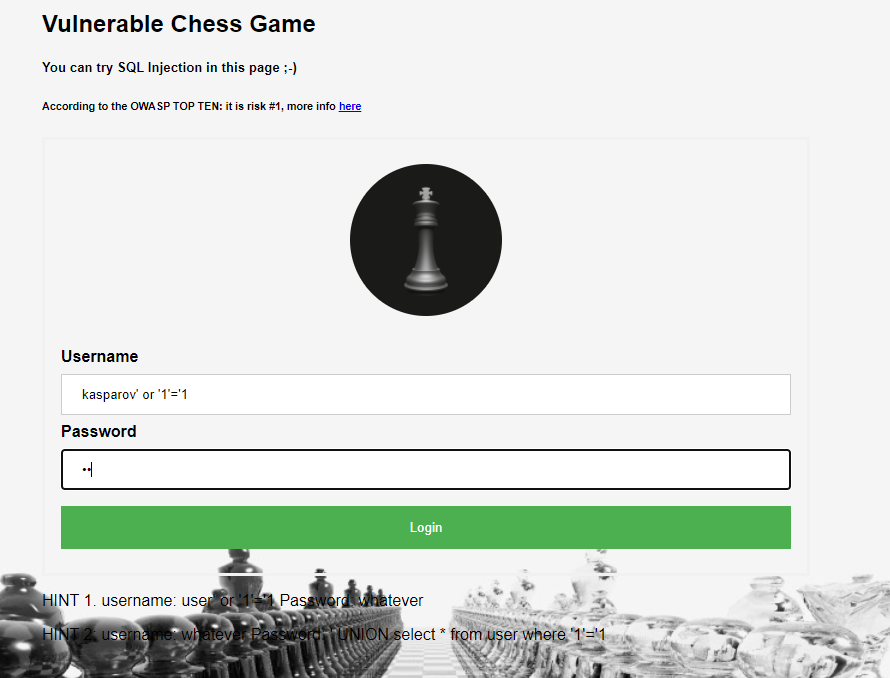 Vulnerable Chess Game
You can try SQL Injection in this page ;-)
According to the OWASP TOP TEN: it is risk #1, more info here
Username
kasparov' or '1'='1
Password
••
Login
HINT 1. username: user' or '1'='1 Password: whatever
HINT 2. username: whatever Password: ' UNION select * from user where '1'='1